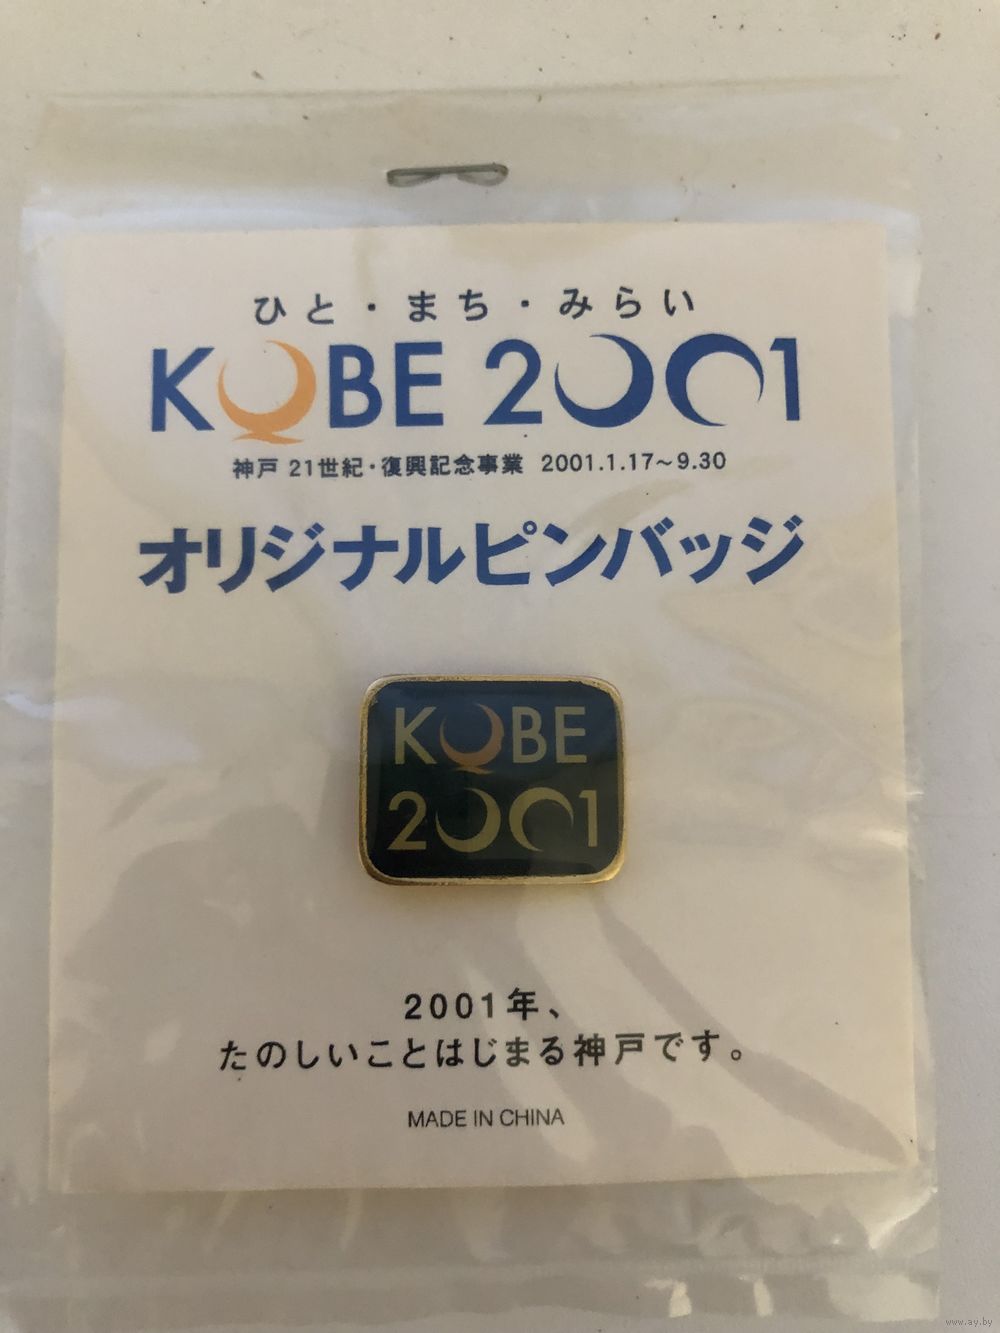 ひと・まち・みらい
KOBE 2001
神戸 21世紀・復興記念事業 2001.1.17～9.30
オリジナルピンバッジ
KOBE
2001
2001年、
たのしいことはじまる神戸です。
MADE IN CHINA
www.ay.by